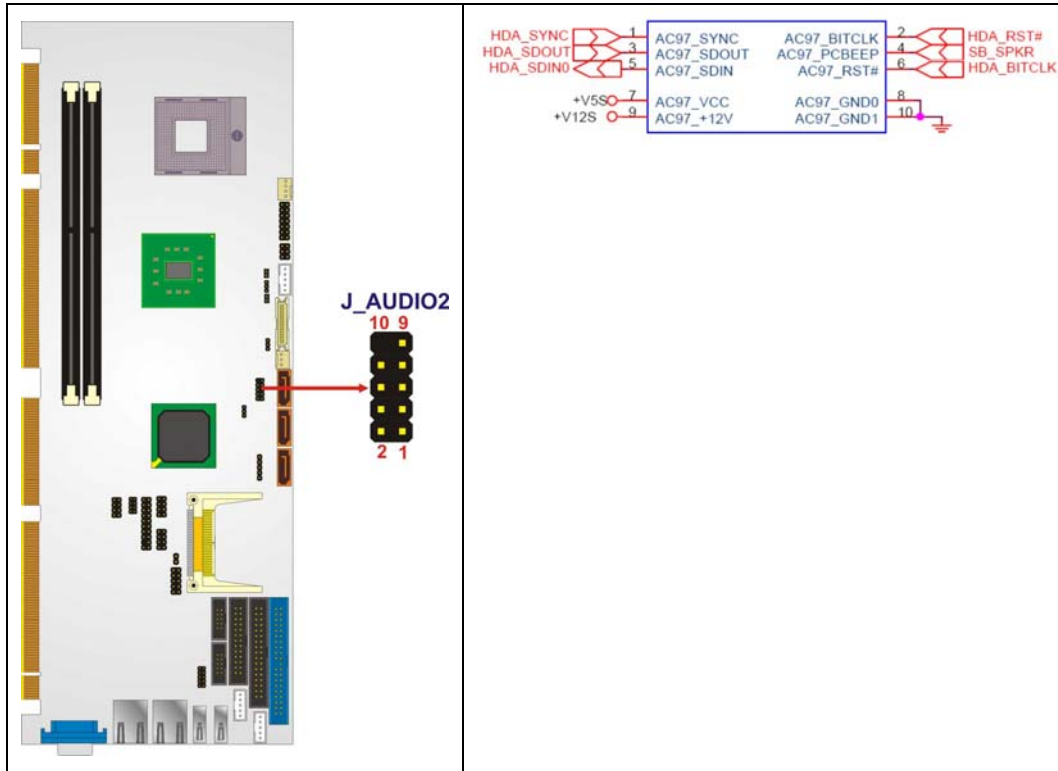 J_AUDIO2
10 9
2 1
HDA_SYNC 1 AC97_SYNC AC97_BITCLK 2 HDA_RST#
HDA_SDOUT 3 AC97_SDOUT AC97_PCBEEP 4 SB_SPKR
HDA_SDIN0 5 AC97_SDIN AC97_RST# 6 HDA_BITCLK
+V5S 7 AC97_VCC AC97_GND0 8
+V12S 9 AC97_+12V AC97_GND1 10